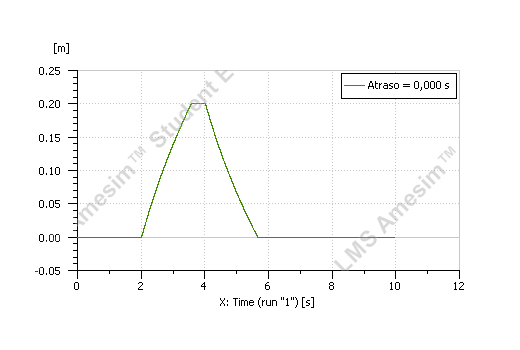 [m]
0.25
0.20
0.15
0.10
0.05
0.00
-0.05
Atraso = 0,000 s
Amesim™ Student E
LMS Amesim™
0 2 4 6 8 10 12
X: Time (run "1") [s]